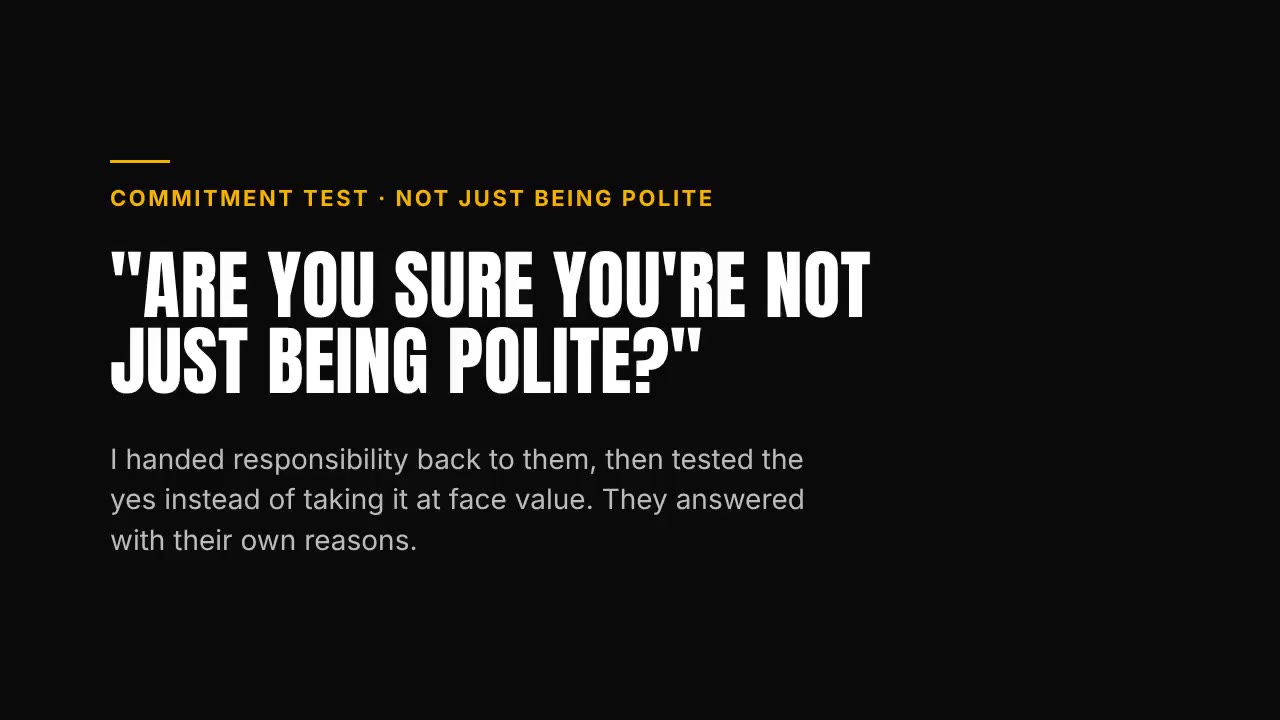 COMMITMENT TEST · NOT JUST BEING POLITE
"ARE YOU SURE YOU'RE NOT
JUST BEING POLITE?"
I handed responsibility back to them, then tested the
yes instead of taking it at face value. They answered
with their own reasons.